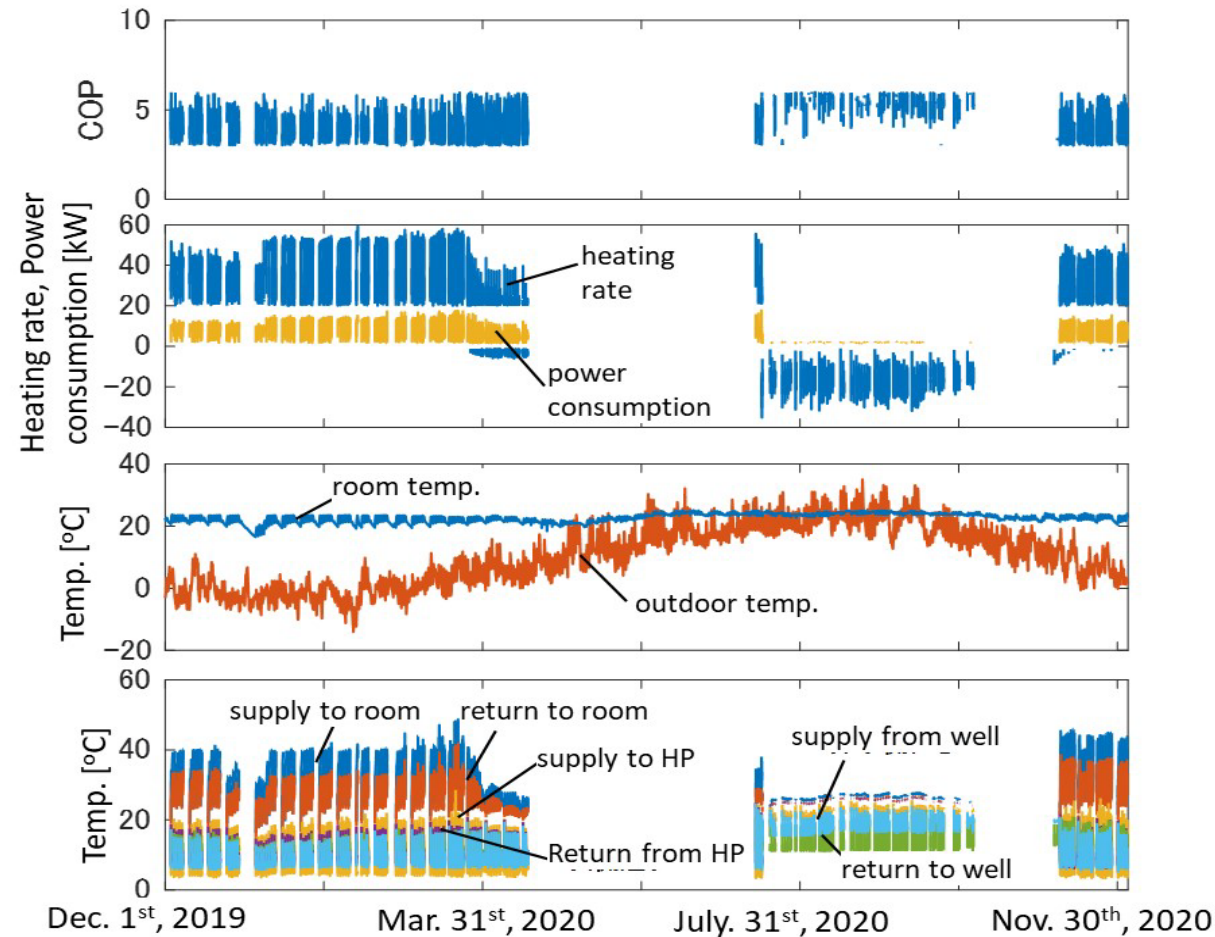 10
5
0
COP
60
40
20
0
−20
−40
Heating rate, Power
consumption [kW]
heating
rate
power
consumption
40
20
0
−20
Temp. [ºC]
room temp.
outdoor temp.
60
40
20
0
Temp. [ºC]
supply to room
return to room
supply to HP
Return from HP
supply from well
return to well
Dec. 1st, 2019
Mar. 31st, 2020
July. 31st, 2020
Nov. 30th, 2020